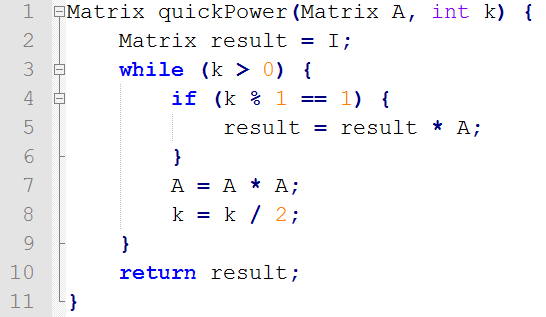 1 Matrix quickPower(Matrix A, int k) {
2 Matrix result = I;
3 while (k > 0) {
4 if (k % 1 == 1) {
5 result = result * A;
6 }
7 A = A * A;
8 k = k / 2;
9 }
10 return result;
11 }